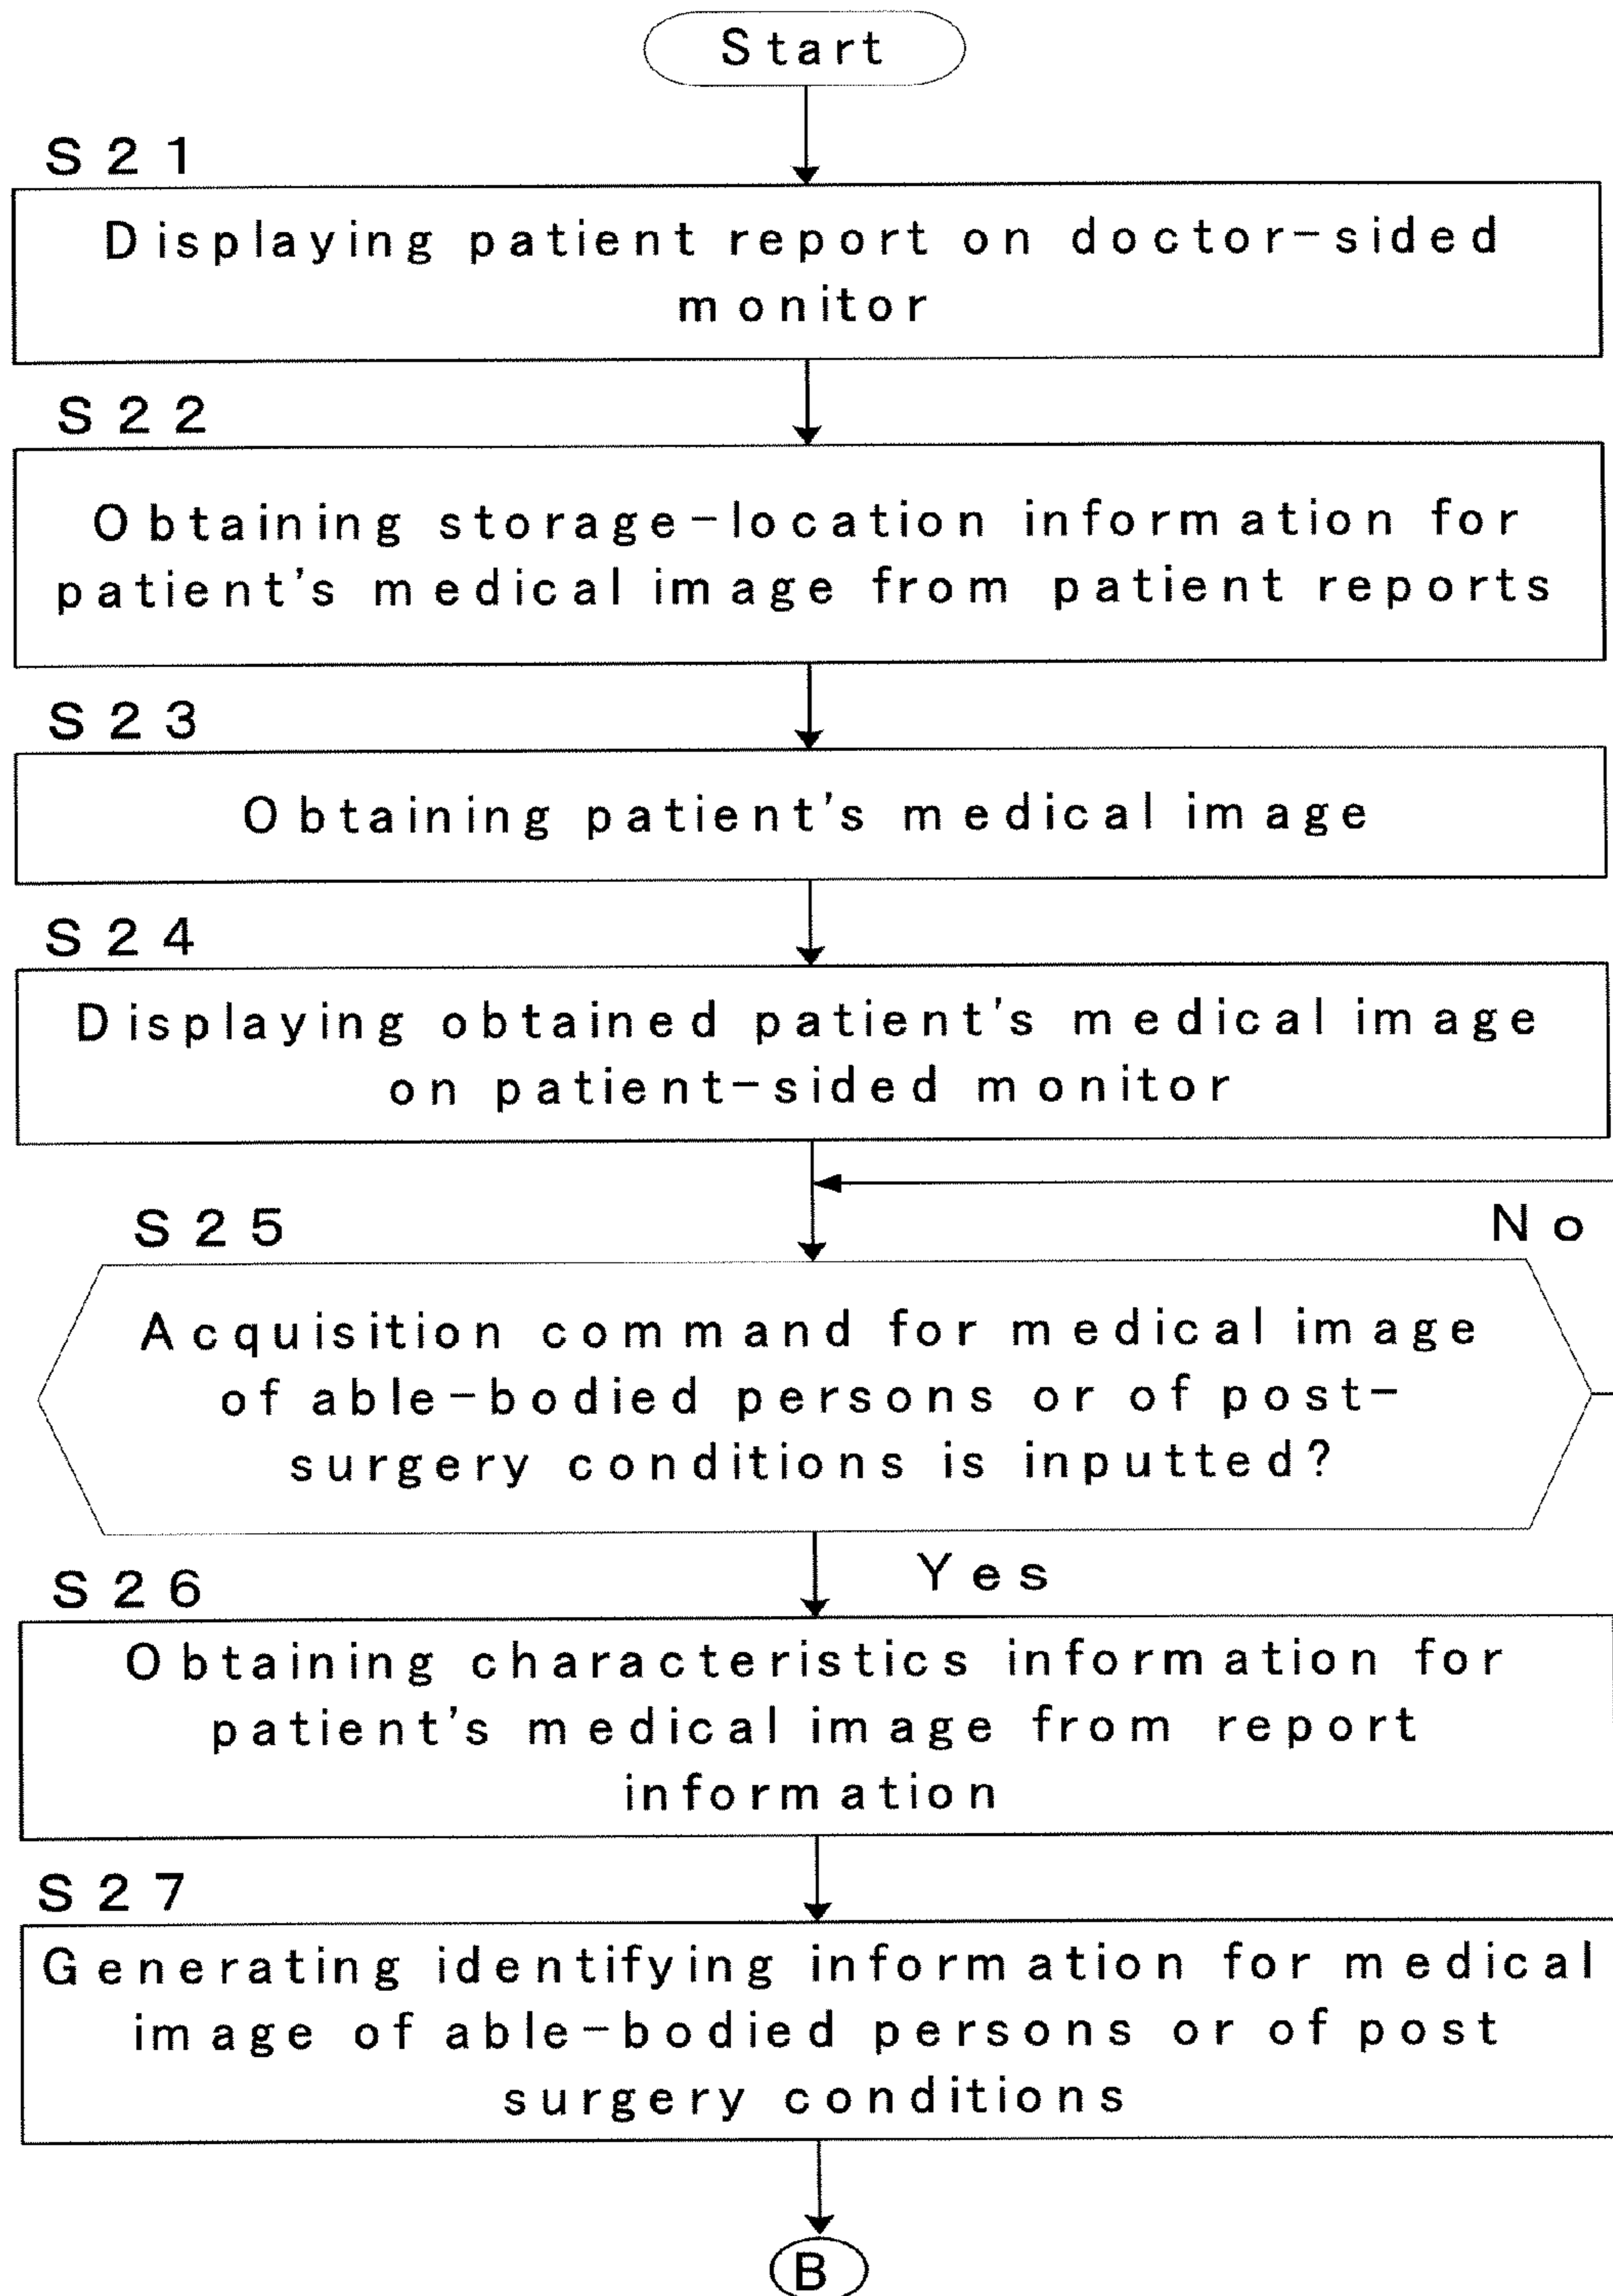 Start
S21
Displaying patient report on doctor-sided
monitor
S22
Obtaining storage-location information for
patient's medical image from patient reports
S23
Obtaining patient's medical image
S24
Displaying obtained patient's medical image
on patient-sided monitor
S25
No
Acquisition command for medical image
of able-bodied persons or of post-
surgery conditions is inputted?
Yes
S26
Obtaining characteristics information for
patient's medical image from report
information
S27
Generating identifying information for medical
image of able-bodied persons or of post
surgery conditions
B